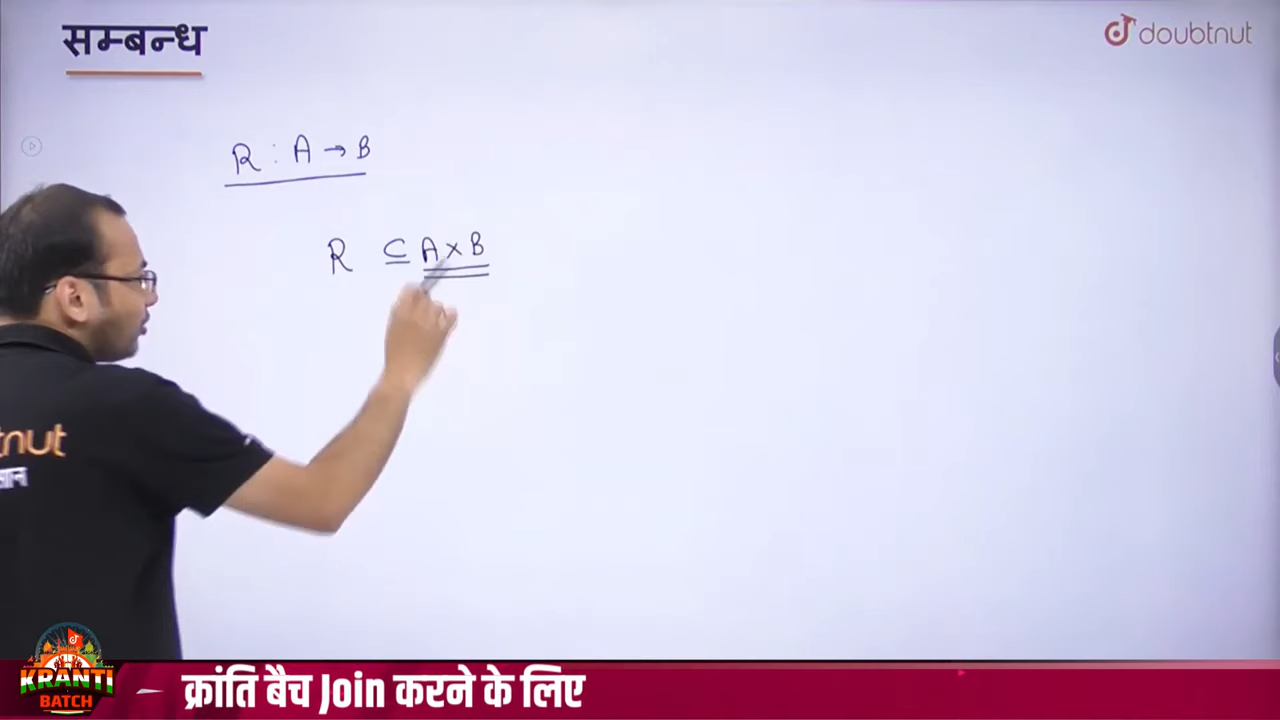 सम्बन्ध
doubtnut
R : A → B
R ⊆ A × B
tnut
KRANTI
BATCH
क्रांति बैच Join करने के लिए